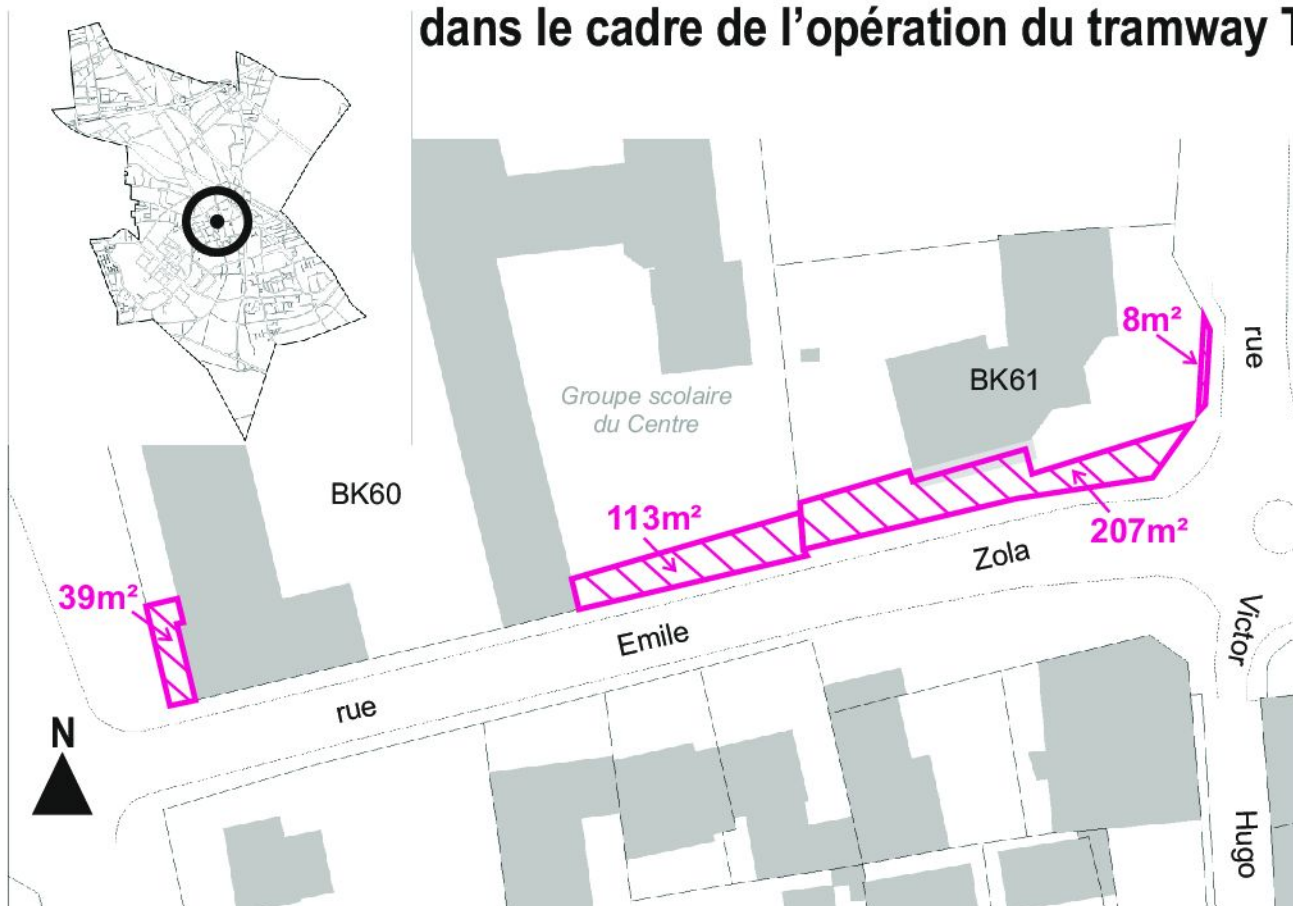 dans le cadre de l’opération du tramway T
8m²
rue
BK61
Groupe scolaire
du Centre
BK60
113m²
207m²
Zola
39m²
Emile
Victor
rue
N
Hugo